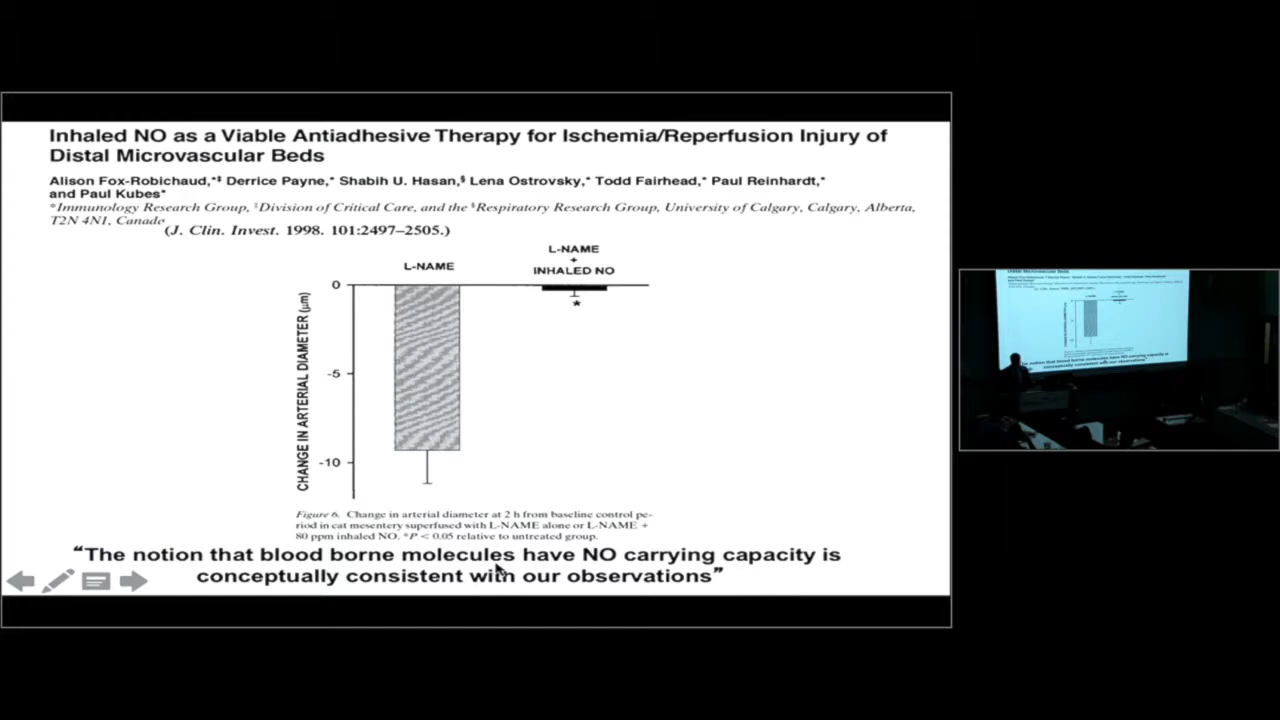 Inhaled NO as a Viable Antiadhesive Therapy for Ischemia/Reperfusion Injury of
Distal Microvascular Beds
Alison Fox-Robichaud,*‡ Derrice Payne,* Shabih U. Hasan,§ Lena Ostrovsky,* Todd Fairhead,* Paul Reinhardt,*
and Paul Kubes*
*Immunology Research Group, ‡Division of Critical Care, and the §Respiratory Research Group, University of Calgary, Calgary, Alberta,
T2N 4N1, Canada
(J. Clin. Invest. 1998. 101:2497–2505.)
L-NAME
L-NAME
+
INHALED NO
CHANGE IN ARTERIAL DIAMETER (μm)
0
-5
-10
*
Figure 6. Change in arterial diameter at 2 h from baseline control pe-
riod in cat mesentery superfused with L-NAME alone or L-NAME +
80 ppm inhaled NO. *P < 0.05 relative to untreated group.
“The notion that blood borne molecules have NO carrying capacity is
conceptually consistent with our observations”